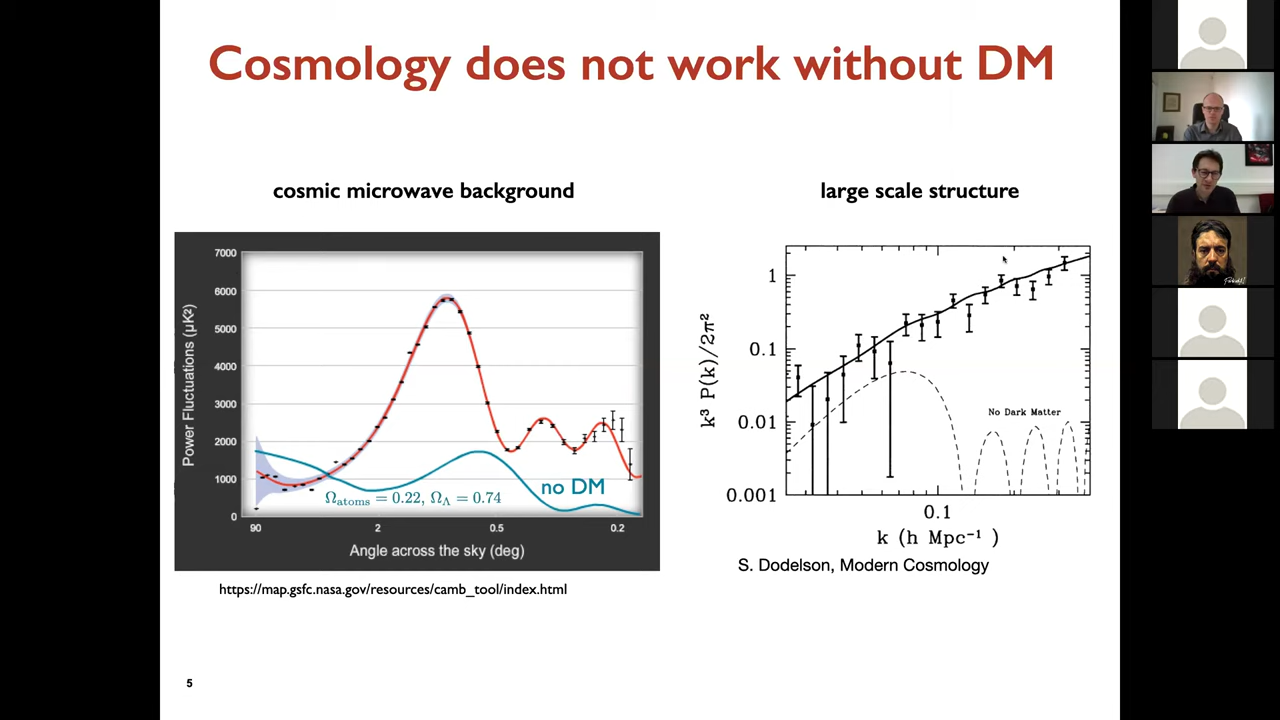 Cosmology does not work without DM
cosmic microwave background
large scale structure
7000
6000
5000
4000
3000
2000
1000
0
Power Fluctuations (μK²)
90
2
0.5
0.2
Angle across the sky (deg)
no DM
Ωatoms = 0.22, ΩΛ = 0.74
https://map.gsfc.nasa.gov/resources/camb_tool/index.html
1
0.1
0.01
0.001
k³ P(k)/2π²
No Dark Matter
0.1
k (h Mpc⁻¹ )
S. Dodelson, Modern Cosmology
5